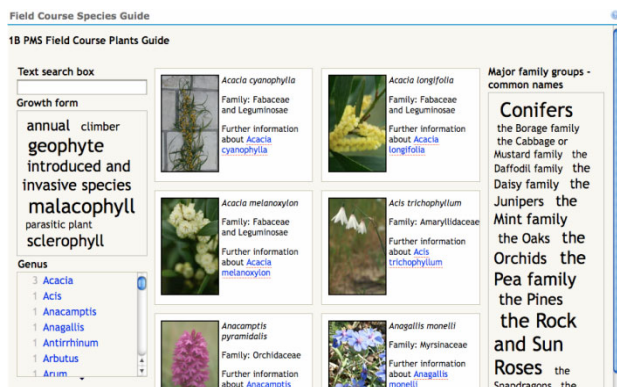 Field Course Species Guide
1B PMS Field Course Plants Guide
Text search box
Growth form
annual climber
geophyte
introduced and
invasive species
malacophyll
parasitic plant
sclerophyll
Genus
3 Acacia
1 Acis
1 Anacamptis
1 Anagallis
1 Antirrhinum
1 Arbutus
1 Arum
Acacia cyanophylla
Family: Fabaceae
and Leguminosae
Further information
about Acacia
cyanophylla
Acacia longifolia
Family: Fabaceae
and Leguminosae
Further information
about Acacia
longifolia
Acacia melanoxylon
Family: Fabaceae
and Leguminosae
Further information
about Acacia
melanoxylon
Acis trichophyllum
Family: Amaryllidaceae
Further information
about Acis
trichophyllum
Anacamptis
pyramidalis
Family: Orchidaceae
Further information
about Anacamptis
Anagallis monelli
Family: Myrsinaceae
Further information
about Anagallis
monelli
Major family groups -
common names
Conifers
the Borage family
the Cabbage or
Mustard family the
Daffodil family the
Daisy family the
Junipers the
Mint family
the Oaks the
Orchids the
Pea family
the Pines
the Rock
and Sun
Roses the
Snapdragons the